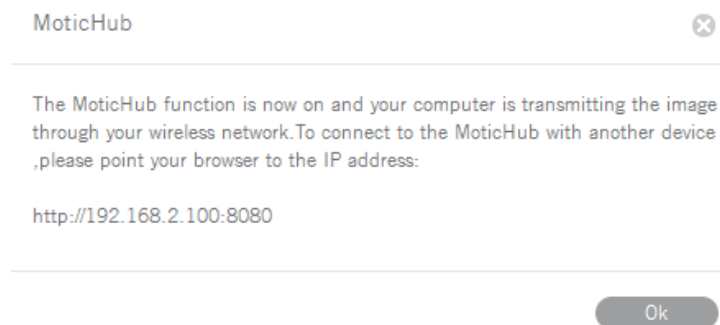 MoticHub
The MoticHub function is now on and your computer is transmitting the image
through your wireless network.To connect to the MoticHub with another device
,please point your browser to the IP address:
http://192.168.2.100:8080
Ok